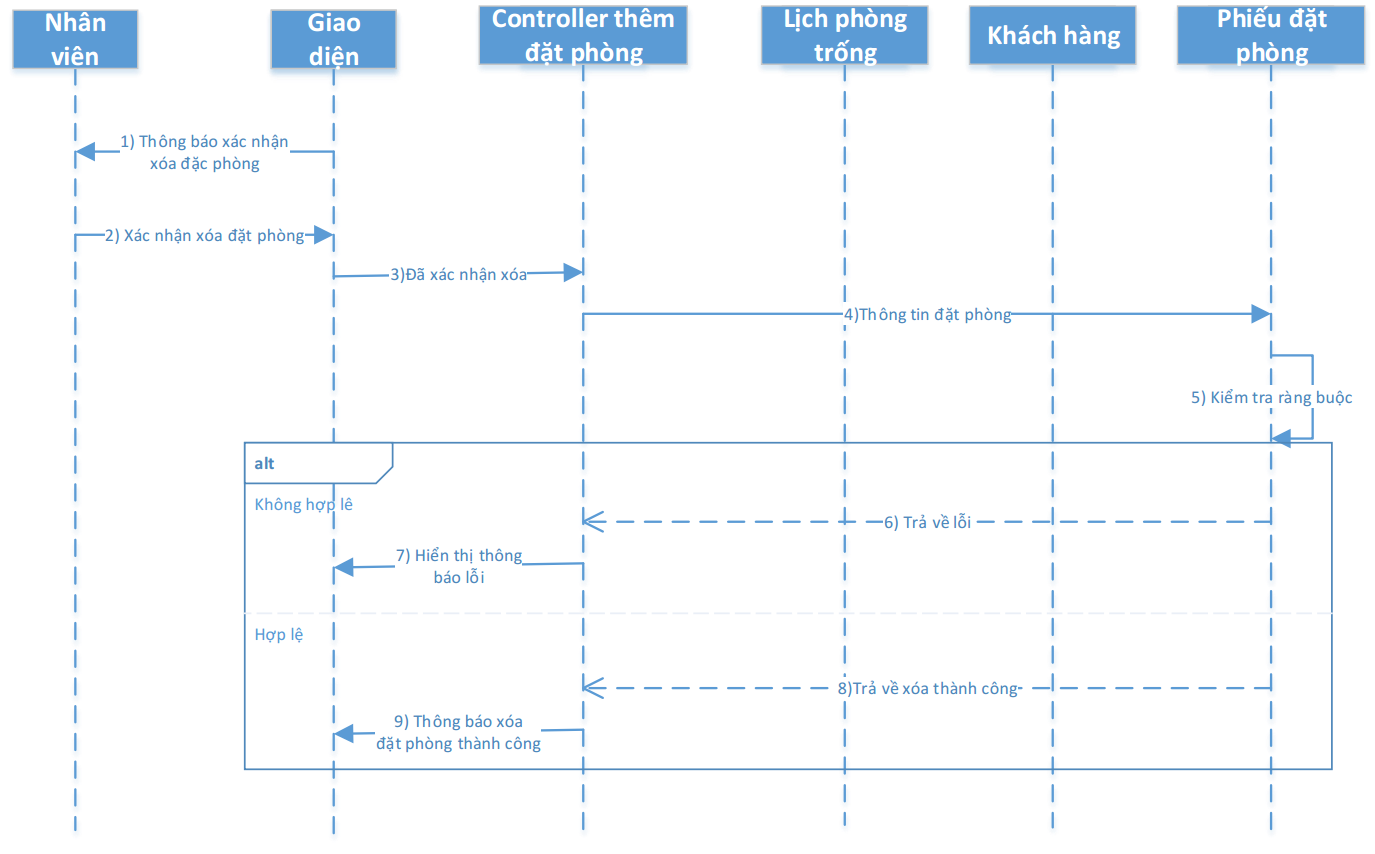 Nhân
viên
Giao
diện
Controller thêm
đặt phòng
Lịch phòng
trống
Khách hàng
Phiếu đặt
phòng
1) Thông báo xác nhận
xóa đặc phòng
2) Xác nhận xóa đặt phòng
3)Đã xác nhận xóa
4)Thông tin đặt phòng
5) Kiểm tra ràng buộc
alt
Không hợp lê
6) Trả về lỗi
7) Hiển thị thông
báo lỗi
Hợp lệ
8)Trả về xóa thành công
9) Thông báo xóa
đặt phòng thành công